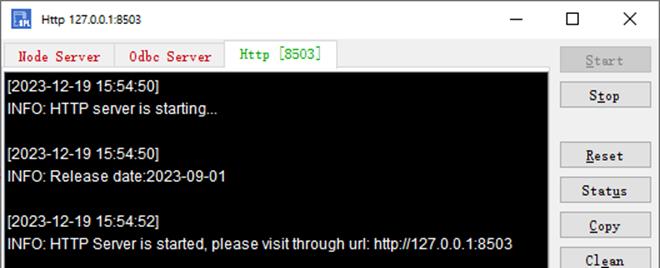 Http 127.0.0.1:8503
Node Server
Odbc Server
Http [8503]
Start
[2023-12-19 15:54:50]
INFO: HTTP server is starting...
Stop
[2023-12-19 15:54:50]
INFO: Release date:2023-09-01
Reset
Status
[2023-12-19 15:54:52]
INFO: HTTP Server is started, please visit through url: http://127.0.0.1:8503
Copy
Clean